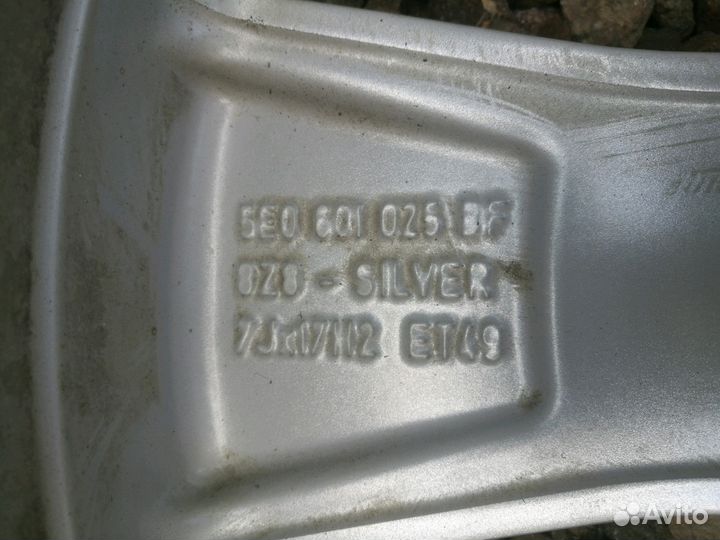 5E0 601 025 BF
8Z8 - SILVER
7Jx17H2 ET49
Avito